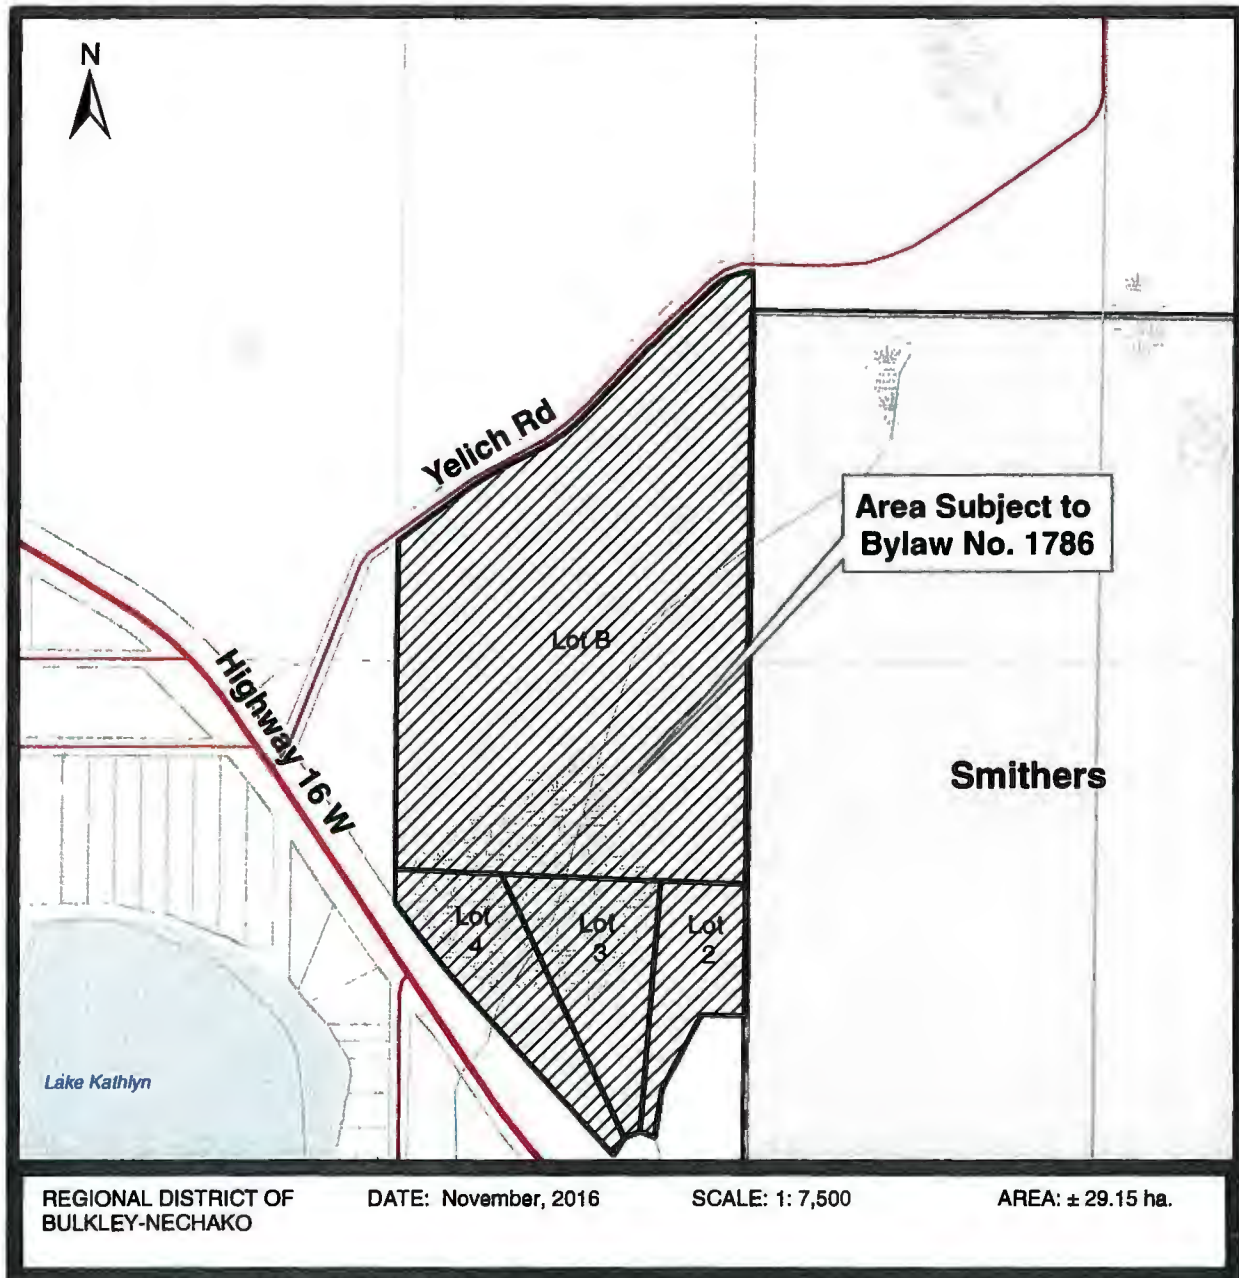 N
Yelich Rd
Area Subject to
Bylaw No. 1786
Lot B
Highway 16 W
Smithers
Lot
4
Lot
3
Lot
2
Lake Kathlyn
REGIONAL DISTRICT OF
BULKLEY-NECHAKO
DATE: November, 2016
SCALE: 1: 7,500
AREA: ± 29.15 ha.